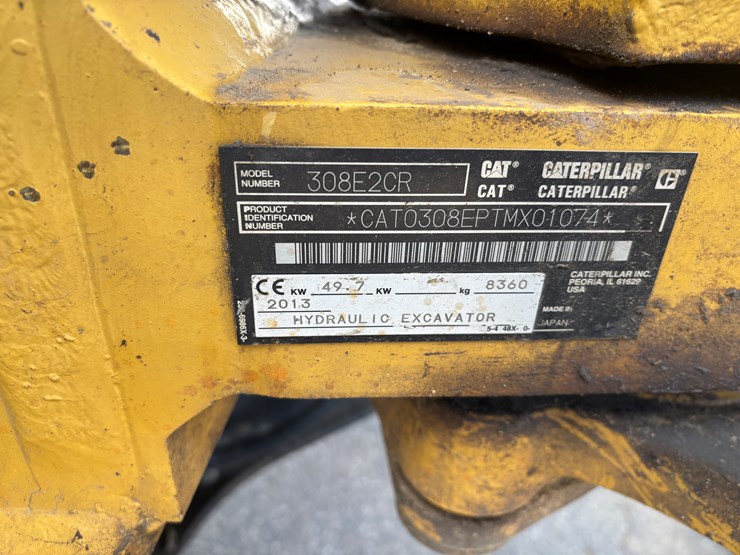 MODEL NUMBER 308E2CR
CAT® CATERPILLAR®
CAT® CATERPILLAR®
PRODUCT IDENTIFICATION NUMBER *CAT0308EPTMX01074*
CE KW 49.7 KW kg 8360
2013
HYDRAULIC EXCAVATOR
CATERPILLAR INC.
PEORIA, IL 61629
USA
MADE IN
JAPAN